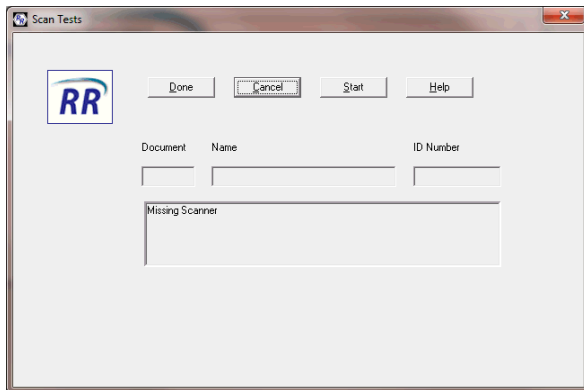 Scan Tests
RR
Done Cancel Start Help
Document Name ID Number
Missing Scanner